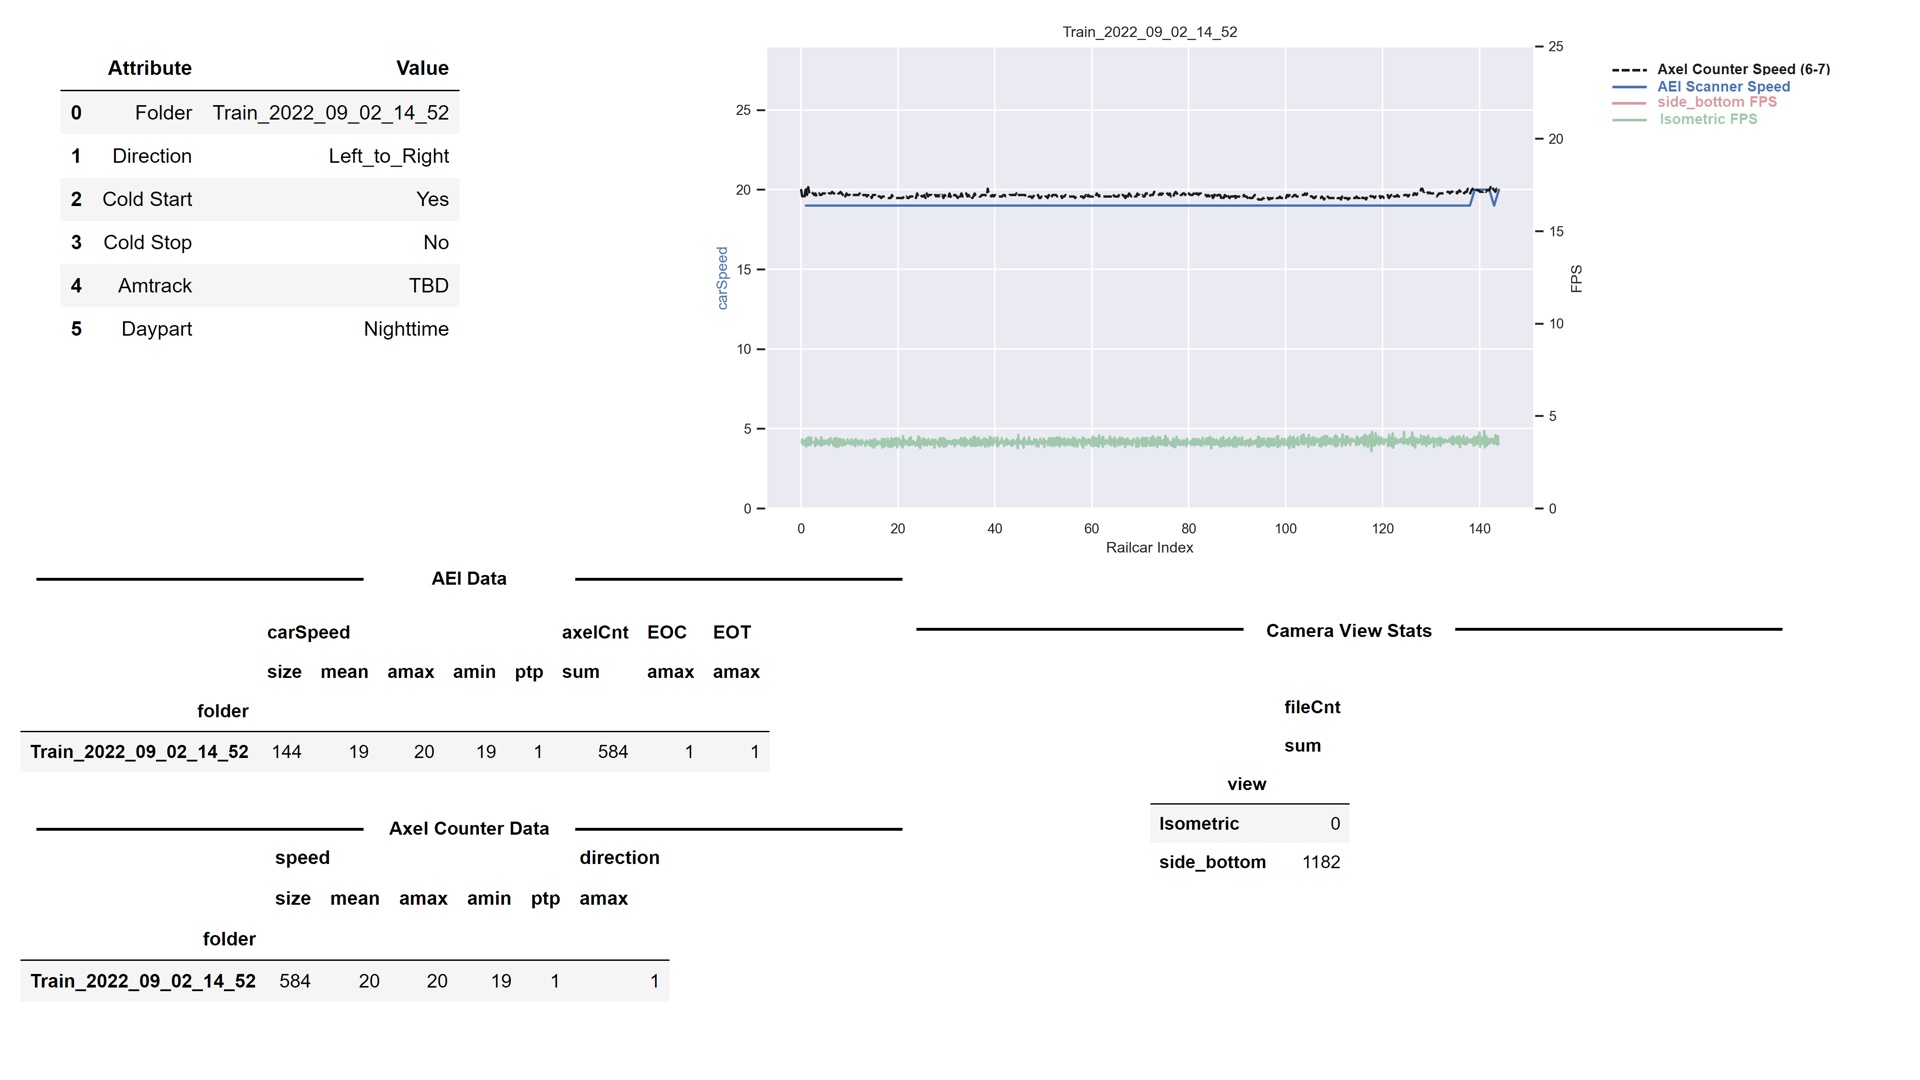 Attribute Value
0 Folder Train_2022_09_02_14_52
1 Direction Left_to_Right
2 Cold Start Yes
3 Cold Stop No
4 Amtrack TBD
5 Daypart Nighttime
Train_2022_09_02_14_52
25
20
15
10
5
0
carSpeed
25
20
15
10
5
0
FPS
0 20 40 60 80 100 120 140
Railcar Index
Axel Counter Speed (6-7)
AEI Scanner Speed
side_bottom FPS
Isometric FPS
AEI Data
carSpeed axelCnt EOC EOT
size mean amax amin ptp sum amax amax
folder
Train_2022_09_02_14_52 144 19 20 19 1 584 1 1
Axel Counter Data
speed direction
size mean amax amin ptp amax
folder
Train_2022_09_02_14_52 584 20 20 19 1 1
Camera View Stats
fileCnt
sum
view
Isometric 0
side_bottom 1182